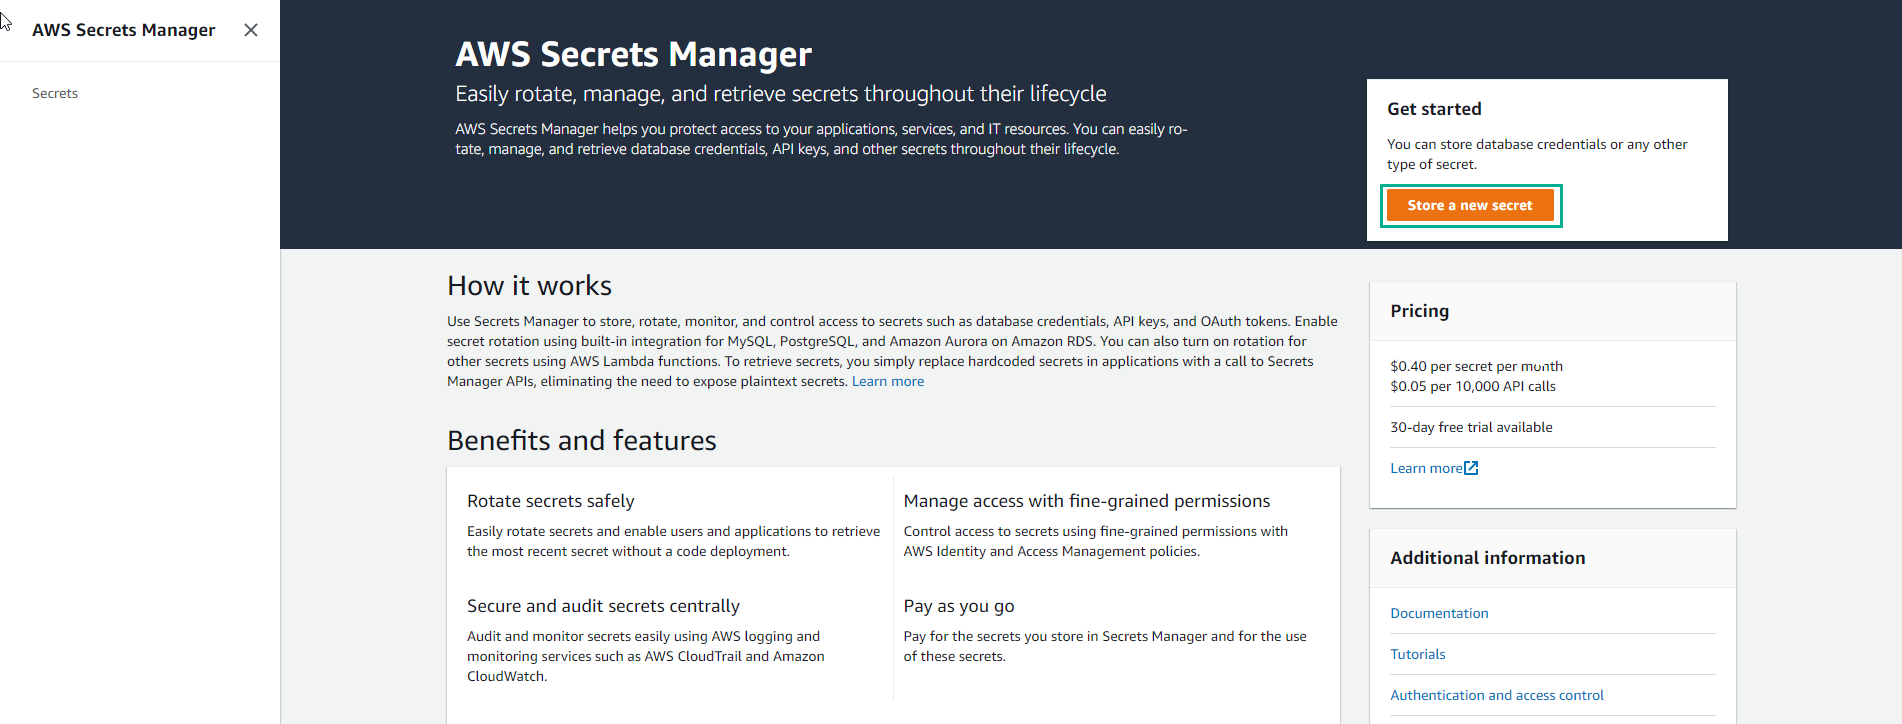 AWS Secrets Manager
Secrets
AWS Secrets Manager
Easily rotate, manage, and retrieve secrets throughout their lifecycle
AWS Secrets Manager helps you protect access to your applications, services, and IT resources. You can easily ro-
tate, manage, and retrieve database credentials, API keys, and other secrets throughout their lifecycle.
Get started
You can store database credentials or any other
type of secret.
Store a new secret
How it works
Use Secrets Manager to store, rotate, monitor, and control access to secrets such as database credentials, API keys, and OAuth tokens. Enable
secret rotation using built-in integration for MySQL, PostgreSQL, and Amazon Aurora on Amazon RDS. You can also turn on rotation for
other secrets using AWS Lambda functions. To retrieve secrets, you simply replace hardcoded secrets in applications with a call to Secrets
Manager APIs, eliminating the need to expose plaintext secrets. Learn more
Benefits and features
Rotate secrets safely
Easily rotate secrets and enable users and applications to retrieve
the most recent secret without a code deployment.
Manage access with fine-grained permissions
Control access to secrets using fine-grained permissions with
AWS Identity and Access Management policies.
Secure and audit secrets centrally
Audit and monitor secrets easily using AWS logging and
monitoring services such as AWS CloudTrail and Amazon
CloudWatch.
Pay as you go
Pay for the secrets you store in Secrets Manager and for the use
of these secrets.
Pricing
$0.40 per secret per month
$0.05 per 10,000 API calls
30-day free trial available
Learn more
Additional information
Documentation
Tutorials
Authentication and access control